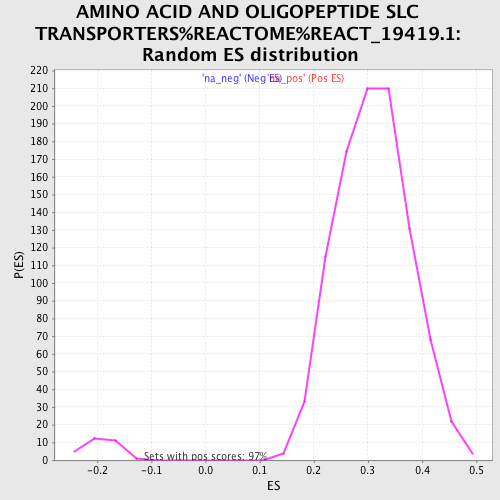 AMINO ACID AND OLIGOPEPTIDE SLC
TRANSPORTERS%REACTOME%REACT_19419.1:
Random ES distribution
'na_neg' (Neg ES)
'na_pos' (Pos ES)
220
210
200
190
180
170
160
150
140
130
120
110
100
90
80
70
60
50
40
30
20
10
0
P(ES)
Sets with pos scores: 97%
-0.2 -0.1 0.0 0.1 0.2 0.3 0.4 0.5
ES